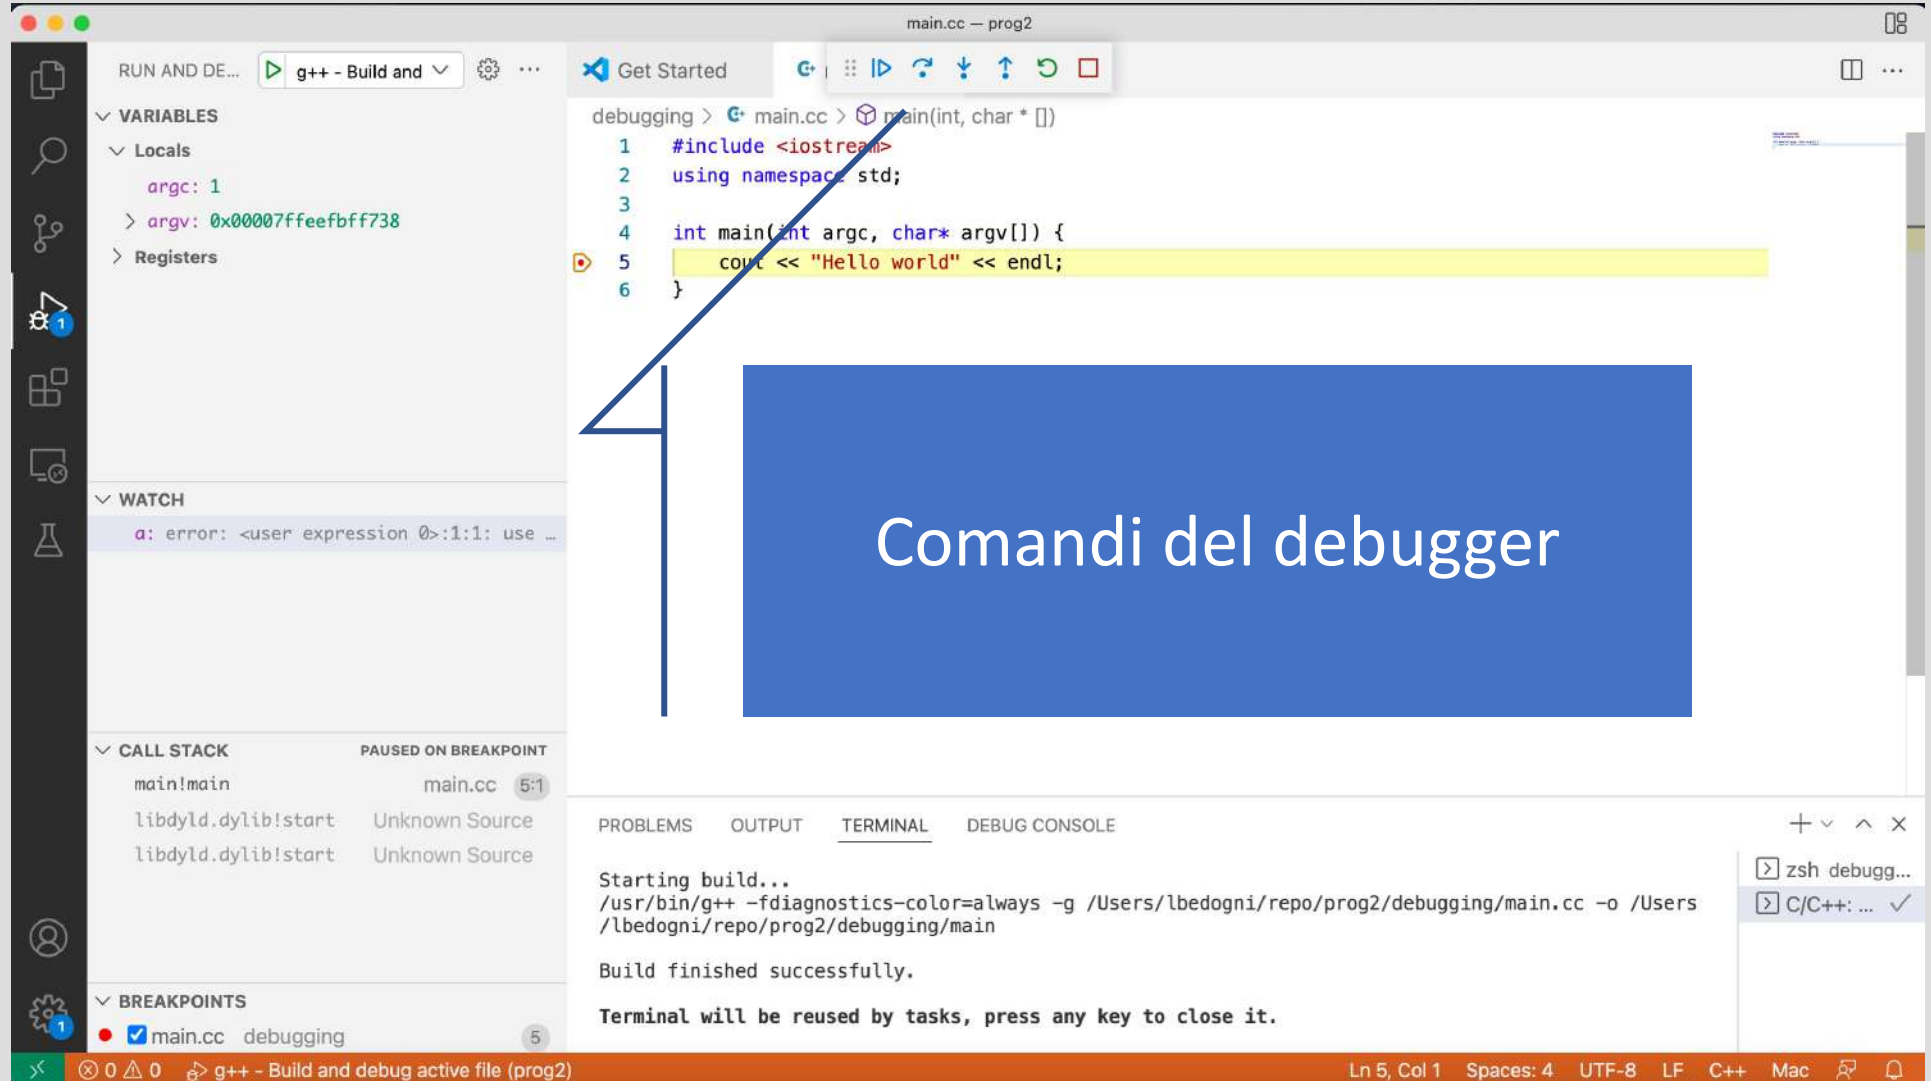 main.cc — prog2
RUN AND DE...
g++ - Build and
Get Started
VARIABLES
debugging > main.cc > main(int, char * [])
Locals
argc: 1
argv: 0x00007ffeefbff738
Registers
1 #include <iostream>
2 using namespace std;
3
4 int main(int argc, char* argv[]) {
5 cout << "Hello world" << endl;
6 }
1
Comandi del debugger
WATCH
a: error: <user expression 0>:1:1: use …
CALL STACK PAUSED ON BREAKPOINT
main!main main.cc 5:1
libdyld.dylib!start Unknown Source
libdyld.dylib!start Unknown Source
PROBLEMS OUTPUT TERMINAL DEBUG CONSOLE
Starting build...
/usr/bin/g++ -fdiagnostics-color=always -g /Users/lbedogni/repo/prog2/debugging/main.cc -o /Users
/lbedogni/repo/prog2/debugging/main
Build finished successfully.
Terminal will be reused by tasks, press any key to close it.
zsh debugg...
C/C++: ...
BREAKPOINTS
main.cc debugging 5
1
0 0 g++ - Build and debug active file (prog2)
Ln 5, Col 1 Spaces: 4 UTF-8 LF C++ Mac